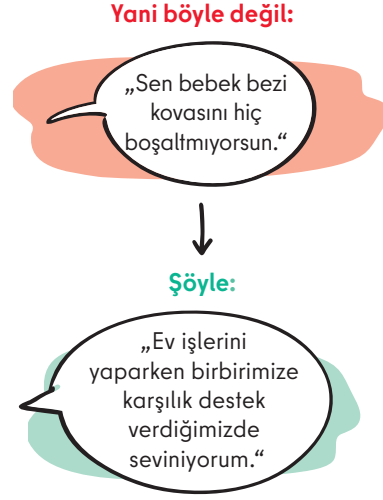 Yani böyle değil:
„Sen bebek bezi
kovasını hiç
boşaltmıyorsun.“
Şöyle:
„Ev işlerini
yaparken birbirimize
karşılık destek
verdiğimizde
seviniyorum.“